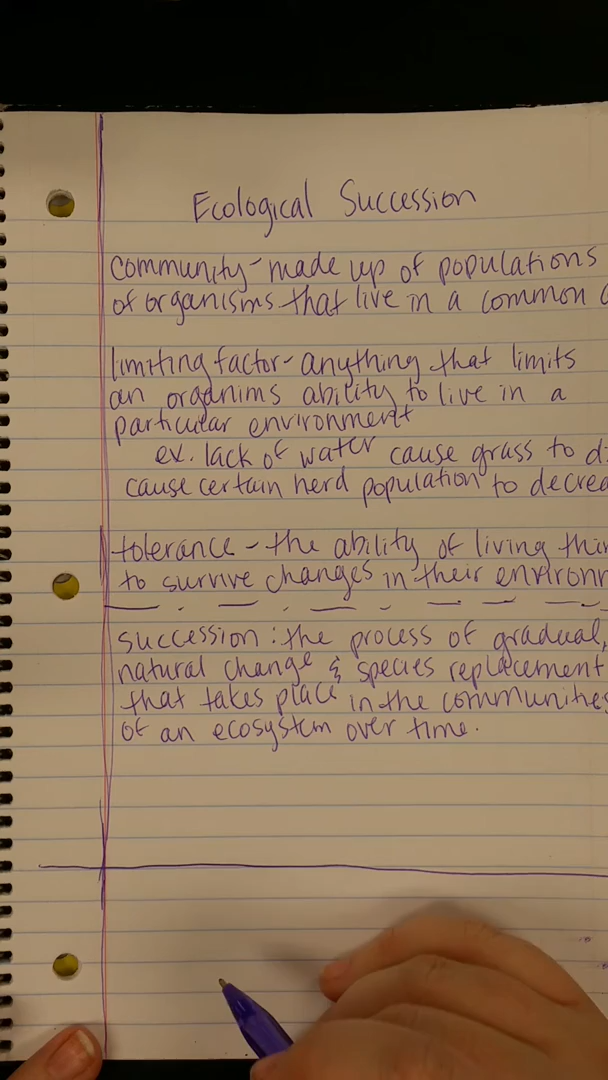 Ecological Succession
community - made up of populations
of organisms that live in a common
limiting factor - anything that limits
an organims ability to live in a
particular environment
ex. lack of water cause grass to
cause certain herd population to
tolerance - the ability of living
to survive changes in their
succession : the process of gradual,
natural change & species replacement
that takes place in the communities
of an ecosystem over time.